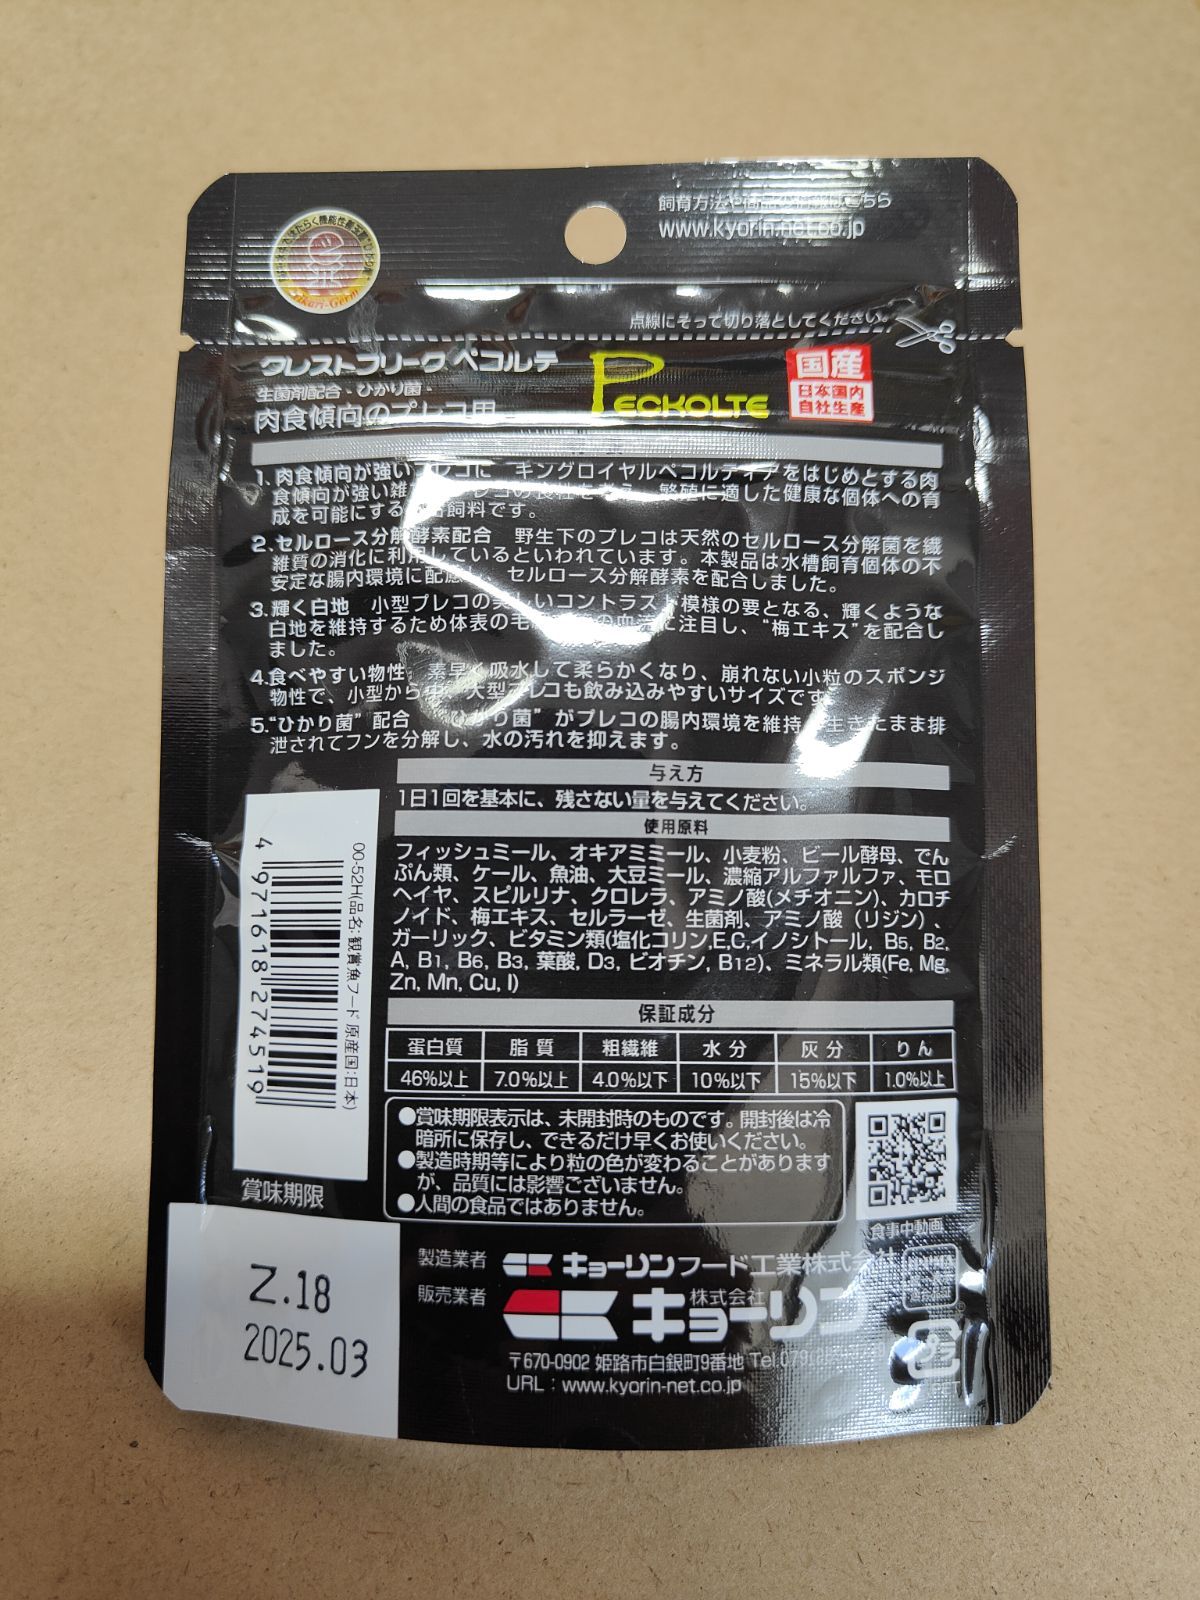 飼育方法や商品の情報はこちら
www.kyorin-net.co.jp
Hikari-Germ
点線にそって切り落としてください。
クレストフリーク ペコルテ
PECKOLTE
国産
日本国内
自社生産
生菌剤配合 - ひかり菌 -
肉食傾向のプレコ用
1. 肉食傾向が強いプレコに キングロイヤルペコルティアをはじめとする肉
食傾向が強い プレコの 繁殖に適した健康な個体への育
成を可能にする 飼料です。
2. セルロース分解酵素配合 野生下のプレコは天然のセルロース分解菌を繊
維質の消化に利用しているといわれています。本製品は水槽飼育個体の不
安定な腸内環境に配慮し、セルロース分解酵素を配合しました。
3. 輝く白地 小型プレコの美しいコントラスト模様の要となる、輝くような
白地を維持するため体表の毛 の血 に注目し、“梅エキス”を配合し
ました。
4. 食べやすい物性 素早く吸水して柔らかくなり、崩れない小粒のスポンジ
物性で、小型から中・大型プレコも飲み込みやすいサイズです。
5. “ひかり菌”配合 “ひかり菌”がプレコの腸内環境を維持 生きたまま排
泄されてフンを分解し、水の汚れを抑えます。
与え方
1日1回を基本に、残さない量を与えてください。
使用原料
フィッシュミール、オキアミミール、小麦粉、ビール酵母、でん
ぷん類、ケール、魚油、大豆ミール、濃縮アルファルファ、モロ
ヘイヤ、スピルリナ、クロレラ、アミノ酸(メチオニン)、カロチ
ノイド、梅エキス、セルラーゼ、生菌剤、アミノ酸（リジン）、
ガーリック、ビタミン類(塩化コリン,E,C,イノシトール, B5, B2,
A, B1, B6, B3, 葉酸, D3, ビオチン, B12)、ミネラル類(Fe, Mg,
Zn, Mn, Cu, I)
保証成分
蛋白質 脂質 粗繊維 水分 灰分 りん
46%以上 7.0%以上 4.0%以下 10%以下 15%以下 1.0%以上
●賞味期限表示は、未開封時のものです。開封後は冷
暗所に保存し、できるだけ早くお使いください。
●製造時期等により粒の色が変わることがあります
が、品質には影響ございません。
●人間の食品ではありません。
食事中動画
00-52H(品名:観賞魚フード 原産国:日本)
4 971618 274519
賞味期限
Z.18
2025.03
製造業者 キョーリンフード工業株式会社
販売業者 株式会社キョーリン
〒670-0902 姫路市白銀町9番地 Tel.079
URL：www.kyorin-net.co.jp
プラ
PET